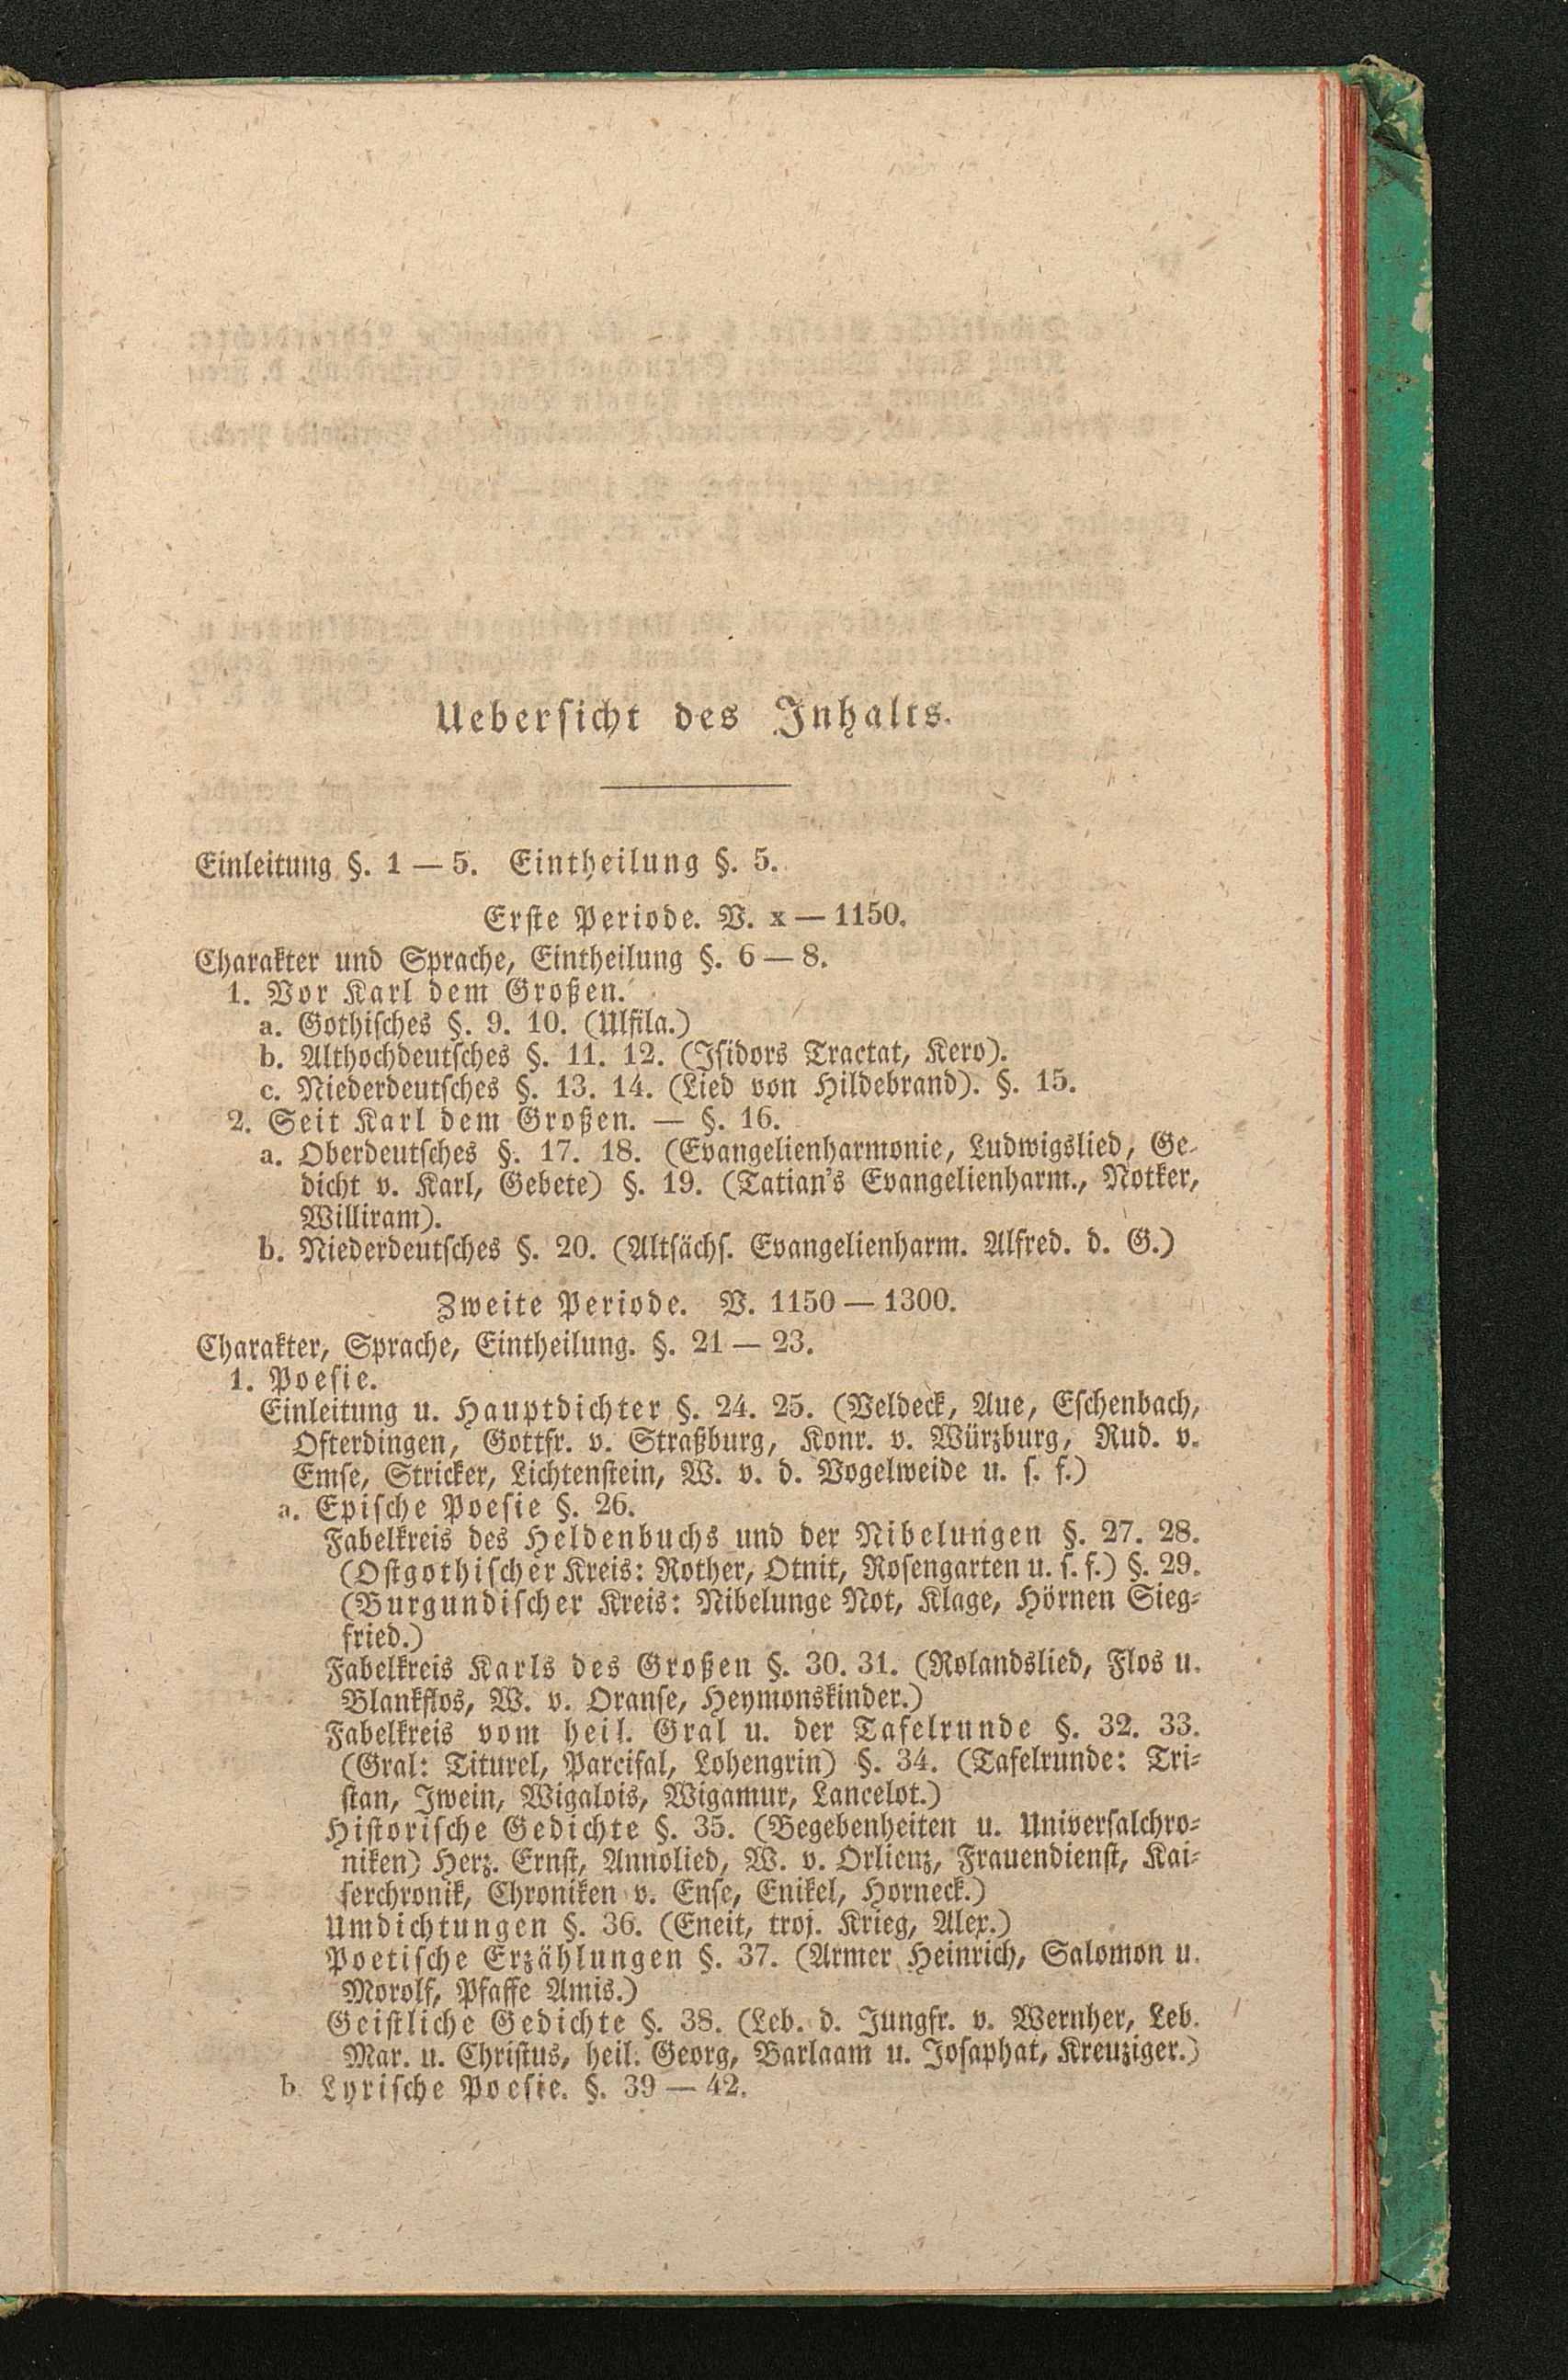 Uebersicht des Inhalts.
Einleitung §. 1 — 5. Eintheilung §. 5.
Erste Periode. V. x — 1150.
Charakter und Sprache, Eintheilung §. 6 — 8.
1. Vor Karl dem Großen.
a. Gothisches §. 9. 10. (Ulfila.)
b. Althochdeutsches §. 11. 12. (Isidors Tractat, Kero).
c. Niederdeutsches §. 13. 14. (Lied von Hildebrand). §. 15.
2. Seit Karl dem Großen. — §. 16.
a. Oberdeutsches §. 17. 18. (Evangelienharmonie, Ludwigslied, Ge-
dicht v. Karl, Gebete) §. 19. (Tatian's Evangelienharm., Notker,
Williram).
b. Niederdeutsches §. 20. (Altsächs. Evangelienharm. Alfred. d. G.)
Zweite Periode. V. 1150 — 1300.
Charakter, Sprache, Eintheilung. §. 21 — 23.
1. Poesie.
Einleitung u. Hauptdichter §. 24. 25. (Veldeck, Aue, Eschenbach,
Ofterdingen, Gottfr. v. Straßburg, Konr. v. Würzburg, Rud. v.
Emse, Stricker, Lichtenstein, W. v. d. Vogelweide u. s. f.)
a. Epische Poesie §. 26.
Fabelkreis des Heldenbuchs und der Nibelungen §. 27. 28.
(Ostgothischer Kreis: Rother, Otnit, Rosengarten u. s. f.) §. 29.
(Burgundischer Kreis: Nibelunge Not, Klage, Hörnen Sieg-
fried.)
Fabelkreis Karls des Großen §. 30. 31. (Rolandslied, Flos u.
Blankflos, W. v. Oranse, Heymonskinder.)
Fabelkreis vom heil. Gral u. der Tafelrunde §. 32. 33.
(Gral: Titurel, Parcifal, Lohengrin) §. 34. (Tafelrunde: Tri-
stan, Iwein, Wigalois, Wigamur, Lancelot.)
Historische Gedichte §. 35. (Begebenheiten u. Universalchro-
niken) Herz. Ernst, Annolied, W. v. Orlienz, Frauendienst, Kai-
serchronik, Chroniken v. Ense, Enikel, Horneck.)
Umdichtungen §. 36. (Eneit, troj. Krieg, Alex.)
Poetische Erzählungen §. 37. (Armer Heinrich, Salomon u.
Morolf, Pfaffe Amis.)
Geistliche Gedichte §. 38. (Leb. d. Jungfr. v. Wernher, Leb.
Mar. u. Christus, heil. Georg, Barlaam u. Josaphat, Kreuziger.)
b. Lyrische Poesie. §. 39 — 42.